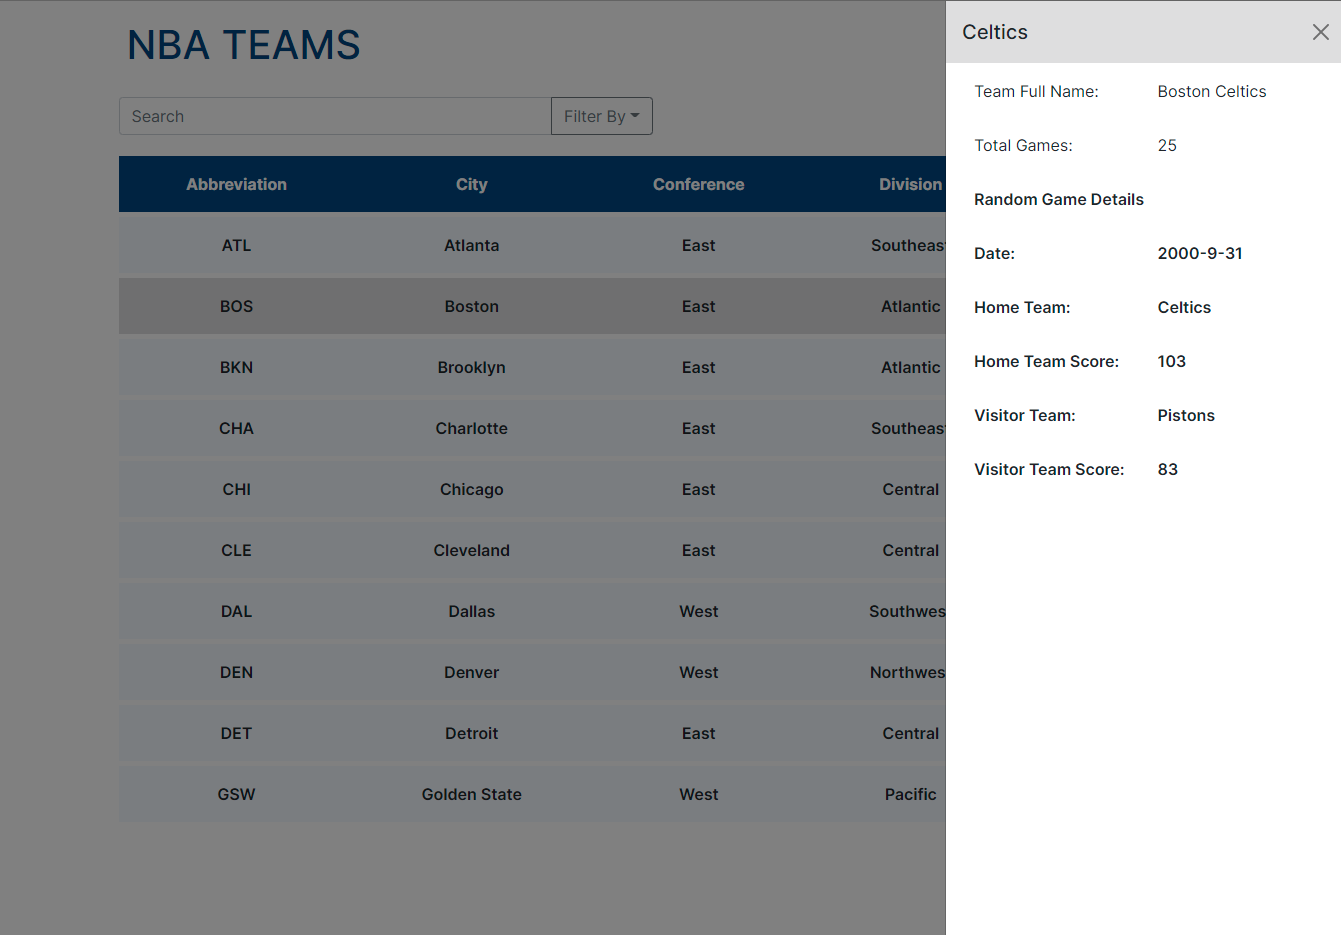 NBA TEAMS
Search
Filter By
Abbreviation City Conference Division
ATL Atlanta East Southeas
BOS Boston East Atlantic
BKN Brooklyn East Atlantic
CHA Charlotte East Southeas
CHI Chicago East Central
CLE Cleveland East Central
DAL Dallas West Southwes
DEN Denver West Northwes
DET Detroit East Central
GSW Golden State West Pacific
Celtics
Team Full Name: Boston Celtics
Total Games: 25
Random Game Details
Date: 2000-9-31
Home Team: Celtics
Home Team Score: 103
Visitor Team: Pistons
Visitor Team Score: 83